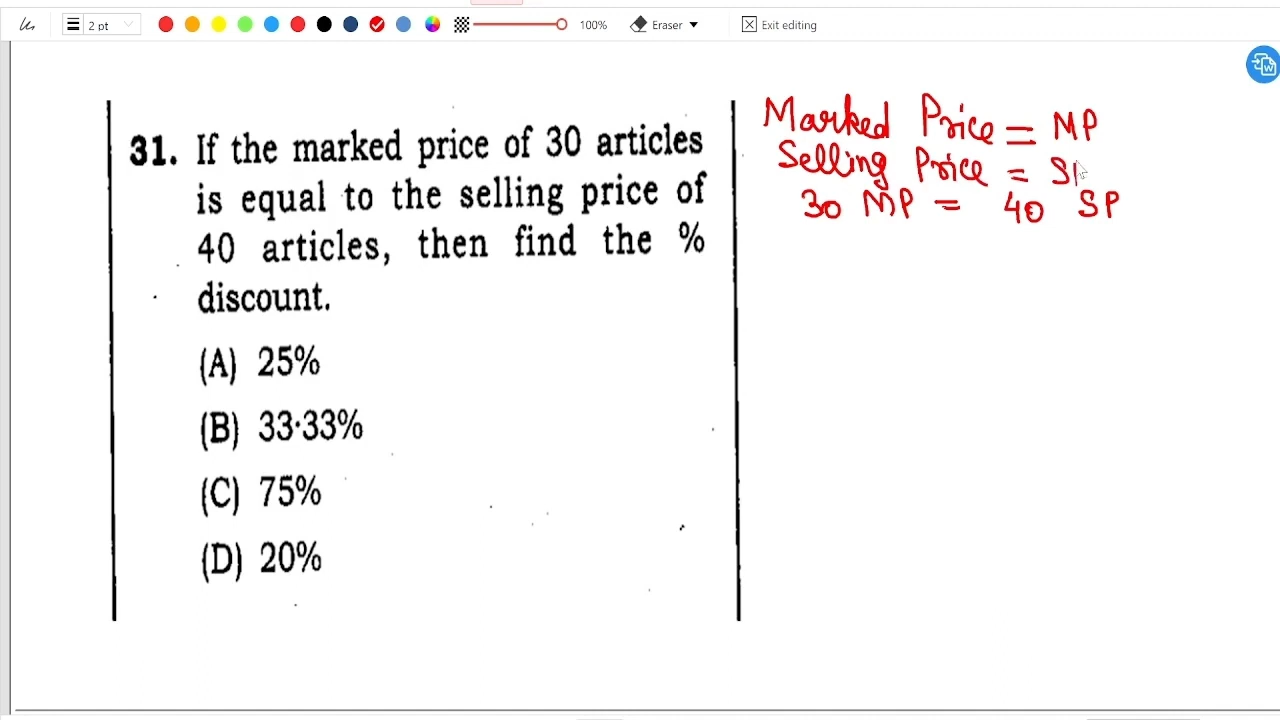 2 pt
100%
Eraser
Exit editing
31. If the marked price of 30 articles
is equal to the selling price of
40 articles, then find the %
discount.
(A) 25%
(B) 33·33%
(C) 75%
(D) 20%
Marked Price = MP
Selling Price = SP
30 MP = 40 SP